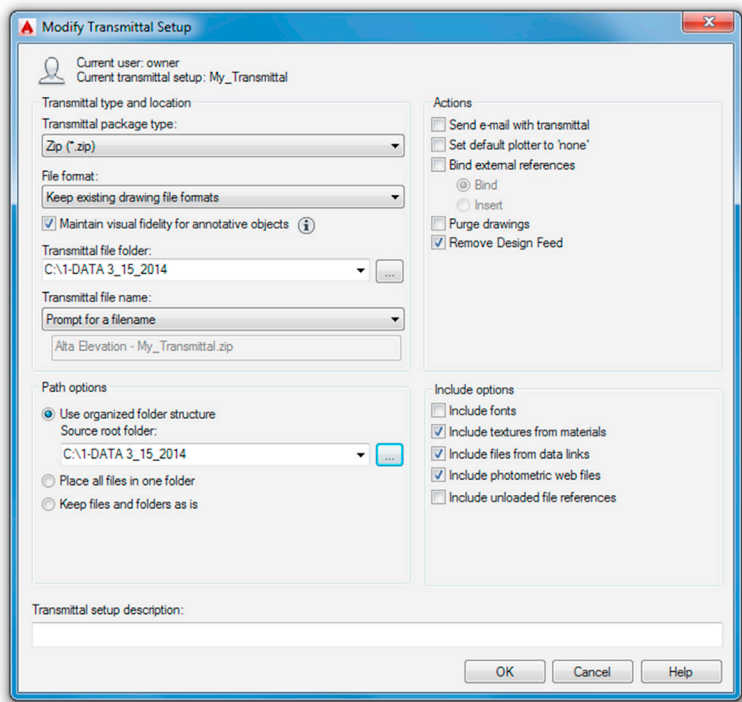 Modify Transmittal Setup
Current user: owner
Current transmittal setup: My_Transmittal
Transmittal type and location
Transmittal package type:
Zip (*.zip)
File format:
Keep existing drawing file formats
Maintain visual fidelity for annotative objects
Transmittal file folder:
C:\1-DATA 3_15_2014
...
Transmittal file name:
Prompt for a filename
Alta Elevation - My_Transmittal.zip
Actions
Send e-mail with transmittal
Set default plotter to 'none'
Bind external references
Bind
Insert
Purge drawings
Remove Design Feed
Path options
Use organized folder structure
Source root folder:
C:\1-DATA 3_15_2014
...
Place all files in one folder
Keep files and folders as is
Include options
Include fonts
Include textures from materials
Include files from data links
Include photometric web files
Include unloaded file references
Transmittal setup description:
OK
Cancel
Help